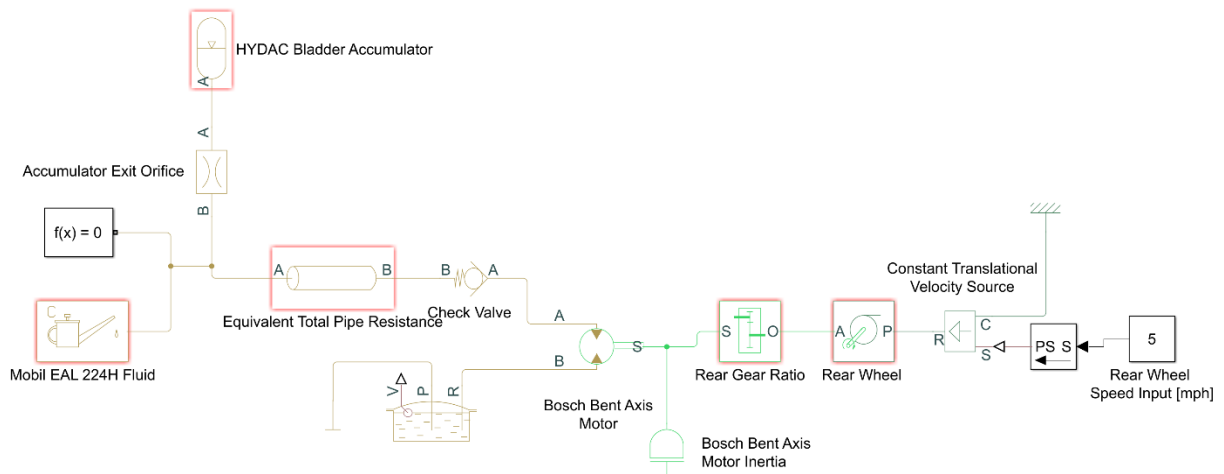 HYDAC Bladder Accumulator
A
A
Accumulator Exit Orifice
B
f(x) = 0
C
Mobil EAL 224H Fluid
A
B
Equivalent Total Pipe Resistance
B
A
Check Valve
A
B
S
V
P
R
Bosch Bent Axis
Motor
Bosch Bent Axis
Motor Inertia
S
O
Rear Gear Ratio
A
P
Rear Wheel
Constant Translational
Velocity Source
R
C
S
PS S
5
Rear Wheel
Speed Input [mph]